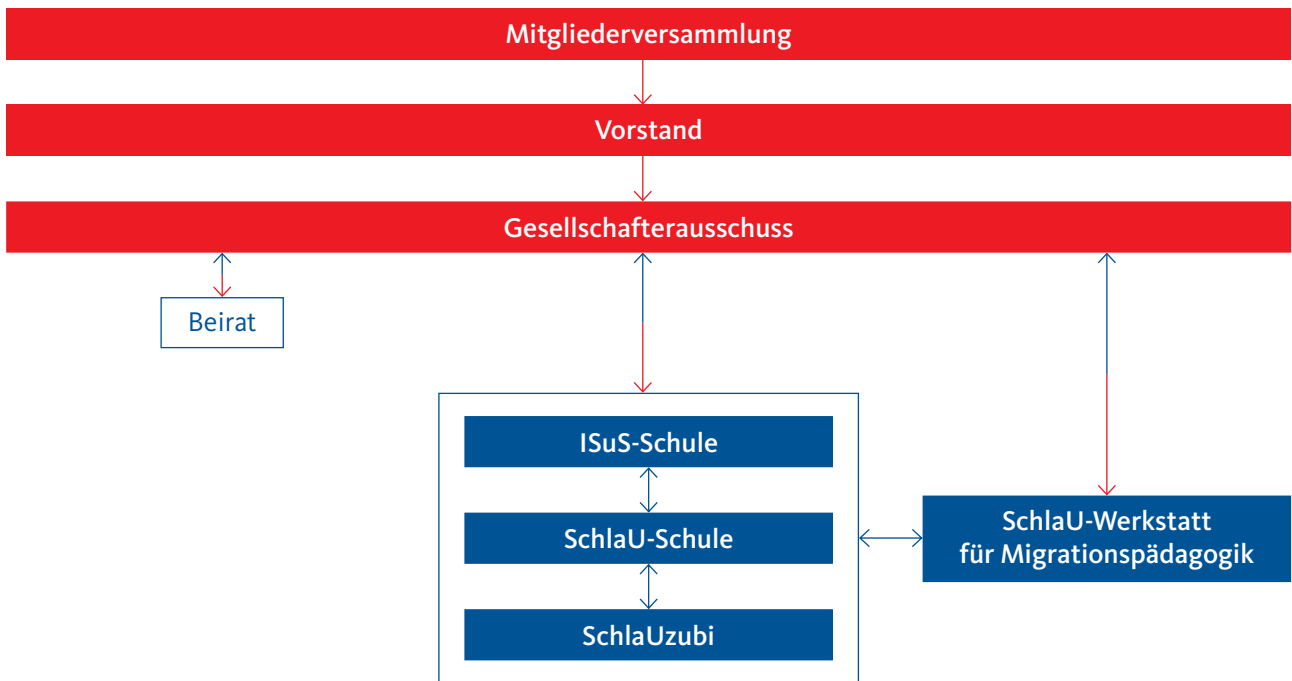 Mitgliederversammlung
Vorstand
Gesellschafterausschuss
Beirat
ISuS-Schule
SchlaU-Schule
SchlaUzubi
SchlaU-Werkstatt
für Migrationspädagogik